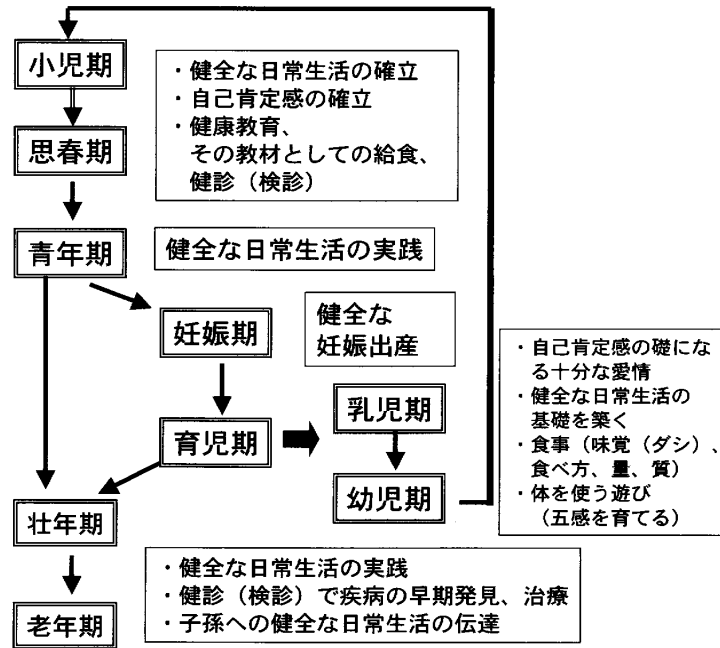 小児期
・健全な日常生活の確立
・自己肯定感の確立
・健康教育、
その教材としての給食、
健診（検診）
思春期
青年期
健全な日常生活の実践
妊娠期
健全な
妊娠出産
育児期
乳児期
幼児期
・自己肯定感の礎にな
る十分な愛情
・健全な日常生活の
基礎を築く
・食事（味覚（ダシ）、
食べ方、量、質）
・体を使う遊び
（五感を育てる）
壮年期
老年期
・健全な日常生活の実践
・健診（検診）で疾病の早期発見、治療
・子孫への健全な日常生活の伝達